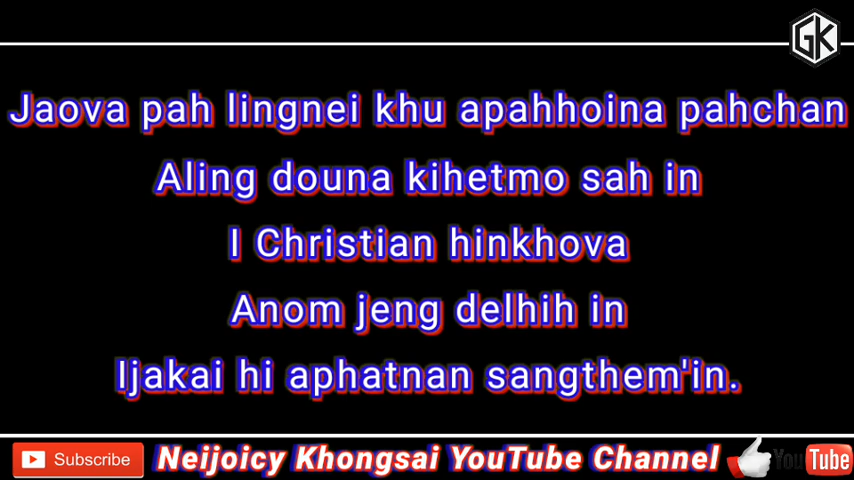 GK
Jaova pah lingnei khu apahhoina pahchan
Aling douna kihetmo sah in
I Christian hinkhova
Anom jeng delhih in
Ijakai hi aphatnan sangthem'in.
Subscribe Neijoicy Khongsai YouTube Channel YouTube